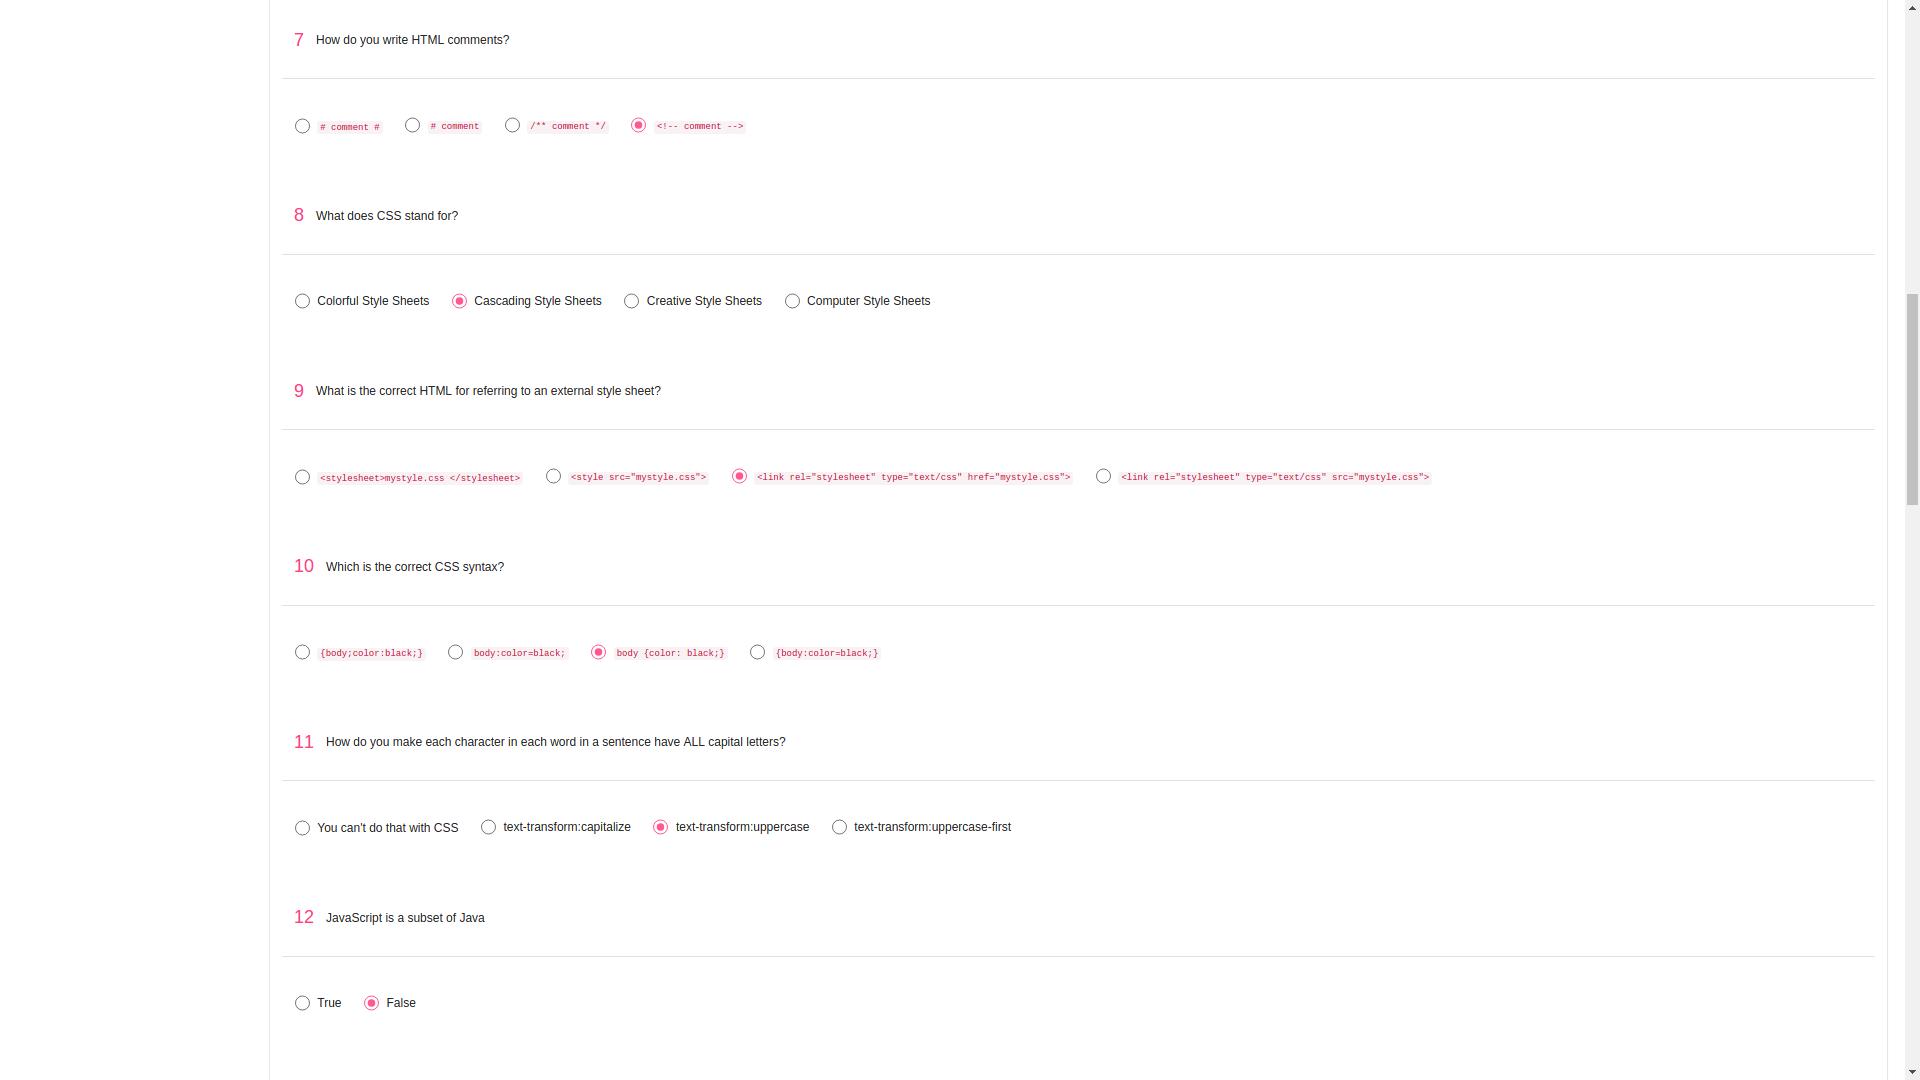 7 How do you write HTML comments?
# comment # # comment /** comment */ <!-- comment -->
8 What does CSS stand for?
Colorful Style Sheets Cascading Style Sheets Creative Style Sheets Computer Style Sheets
9 What is the correct HTML for referring to an external style sheet?
<stylesheet>mystyle.css </stylesheet> <style src="mystyle.css"> <link rel="stylesheet" type="text/css" href="mystyle.css"> <link rel="stylesheet" type="text/css" src="mystyle.css">
10 Which is the correct CSS syntax?
{body;color:black;} body:color=black; body {color: black;} {body:color=black;}
11 How do you make each character in each word in a sentence have ALL capital letters?
You can't do that with CSS text-transform:capitalize text-transform:uppercase text-transform:uppercase-first
12 JavaScript is a subset of Java
True False